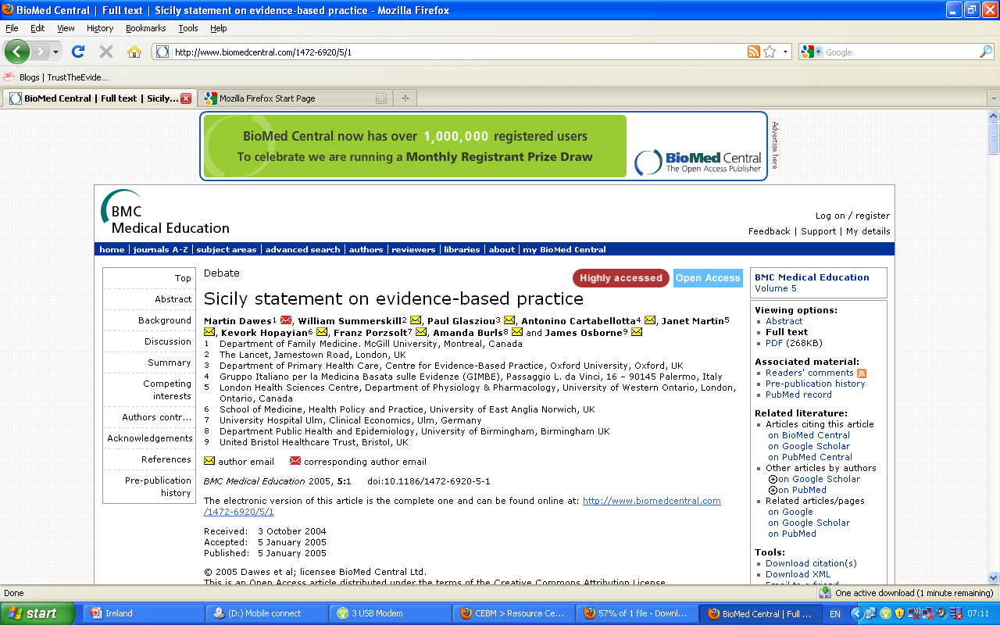 BioMed Central | Full text | Sicily statement on evidence-based practice - Mozilla Firefox
File Edit View History Bookmarks Tools Help
http://www.biomedcentral.com/1472-6920/5/1
Google
Blogs | TrustTheEvide...
BioMed Central | Full text | Sicily...
Mozilla Firefox Start Page
BioMed Central now has over 1,000,000 registered users
To celebrate we are running a Monthly Registrant Prize Draw
BioMed Central
The Open Access Publisher
Advertise here
BMC
Medical Education
Log on / register
Feedback | Support | My details
home | journals A-Z | subject areas | advanced search | authors | reviewers | libraries | about | my BioMed Central
Top
Abstract
Background
Discussion
Summary
Competing
interests
Authors contr...
Acknowledgements
References
Pre-publication
history
Debate
Highly accessed
Open Access
Sicily statement on evidence-based practice
Martin Dawes1 , William Summerskill2 , Paul Glasziou3 , Antonino Cartabellotta4 , Janet Martin5
, Kevork Hopayian6 , Franz Porzsolt7 , Amanda Burls8 and James Osborne9
1 Department of Family Medicine. McGill University, Montreal, Canada
2 The Lancet, Jamestown Road, London, UK
3 Department of Primary Health Care, Centre for Evidence-Based Practice, Oxford University, Oxford, UK
4 Gruppo Italiano per la Medicina Basata sulle Evidenze (GIMBE), Passaggio L. da Vinci, 16 – 90145 Palermo, Italy
5 London Health Sciences Centre, Department of Physiology & Pharmacology, University of Western Ontario, London,
Ontario, Canada
6 School of Medicine, Health Policy and Practice, University of East Anglia Norwich, UK
7 University Hospital Ulm, Clinical Economics, Ulm, Germany
8 Department Public Health and Epidemiology, University of Birmingham, Birmingham UK
9 United Bristol Healthcare Trust, Bristol, UK
author email corresponding author email
BMC Medical Education 2005, 5:1 doi:10.1186/1472-6920-5-1
The electronic version of this article is the complete one and can be found online at: http://www.biomedcentral.com
/1472-6920/5/1
Received: 3 October 2004
Accepted: 5 January 2005
Published: 5 January 2005
© 2005 Dawes et al; licensee BioMed Central Ltd.
This is an Open Access article distributed under the terms of the Creative Commons Attribution License
BMC Medical Education
Volume 5
Viewing options:
Abstract
Full text
PDF (268KB)
Associated material:
Readers' comments
Pre-publication history
PubMed record
Related literature:
Articles citing this article
on BioMed Central
on Google Scholar
on PubMed Central
Other articles by authors
on Google Scholar
on PubMed
Related articles/pages
on Google
on Google Scholar
on PubMed
Tools:
Download citation(s)
Download XML
Email to a friend
Done
One active download (1 minute remaining)
start
Ireland
(D:) Mobile connect
3 USB Modem
CEBM > Resource Ce...
57% of 1 file - Downl...
BioMed Central | Full ...
EN
07:11